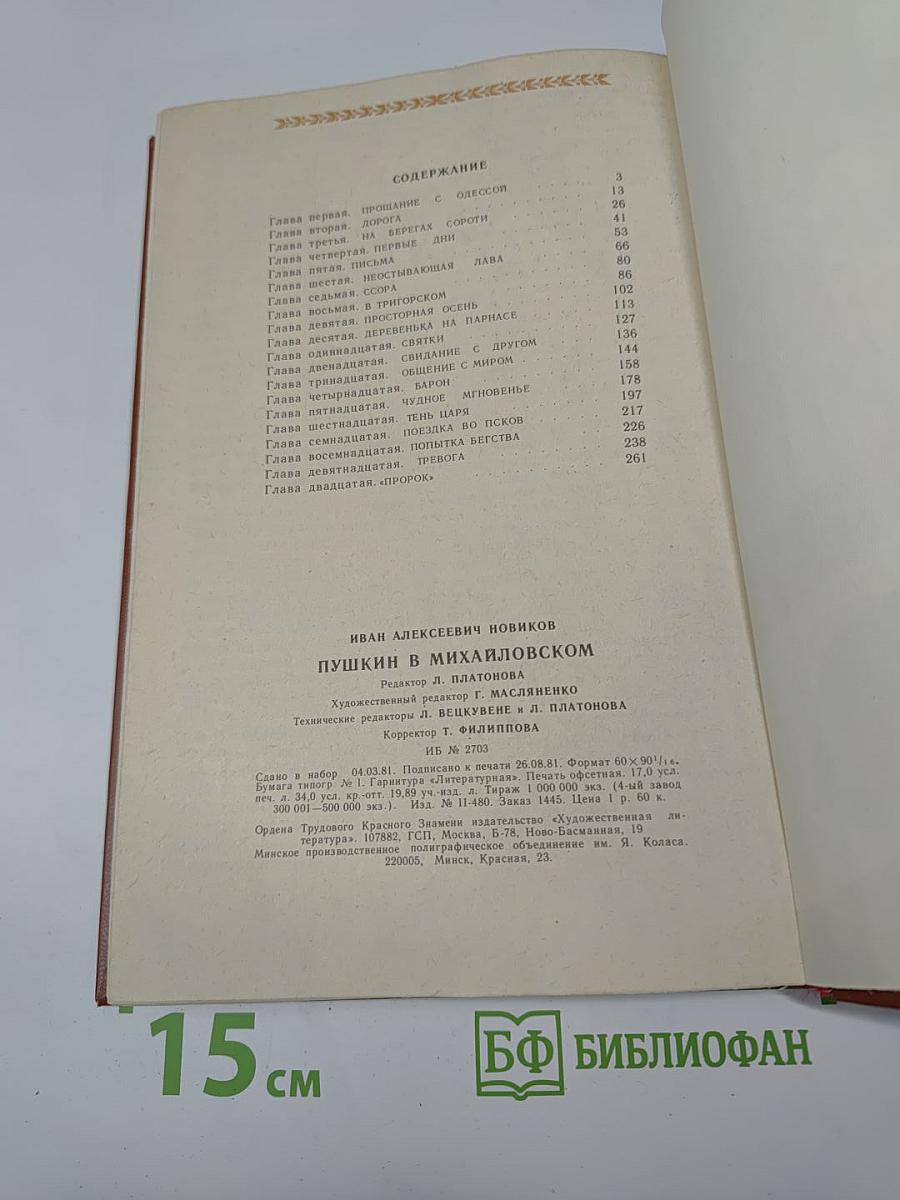 СОДЕРЖАНИЕ
Глава первая. ПРОЩАНИЕ С ОДЕССОЙ 3
Глава вторая. ДОРОГА 13
Глава третья. НА БЕРЕГАХ СОРОТИ 26
Глава четвертая. ПЕРВЫЕ ДНИ 41
Глава пятая. ПИСЬМА 53
Глава шестая. НЕОСТЫВАЮЩАЯ ЛАВА 66
Глава седьмая. ССОРА 80
Глава восьмая. В ТРИГОРСКОМ 86
Глава девятая. ПРОСТОРНАЯ ОСЕНЬ 102
Глава десятая. ДЕРЕВЕНЬКА НА ПАРНАСЕ 113
Глава одиннадцатая. СВЯТКИ 127
Глава двенадцатая. СВИДАНИЕ С ДРУГОМ 136
Глава тринадцатая. ОБЩЕНИЕ С МИРОМ 144
Глава четырнадцатая. БАРОН 158
Глава пятнадцатая. ЧУДНОЕ МГНОВЕНЬЕ 178
Глава шестнадцатая. ТЕНЬ ЦАРЯ 197
Глава семнадцатая. ПОЕЗДКА ВО ПСКОВ 217
Глава восемнадцатая. ПОПЫТКА БЕГСТВА 226
Глава девятнадцатая. ТРЕВОГА 238
Глава двадцатая. «ПРОРОК» 261
ИВАН АЛЕКСЕЕВИЧ НОВИКОВ
ПУШКИН В МИХАЙЛОВСКОМ
Редактор Л. ПЛАТОНОВА
Художественный редактор Г. МАСЛЯНЕНКО
Технические редакторы Л. ВЕЦКУВЕНЕ и Л. ПЛАТОНОВА
Корректор Т. ФИЛИППОВА
ИБ № 2703
Сдано в набор 04.03.81. Подписано к печати 26.08.81. Формат 60×90¹/₁₆.
Бумага типогр № 1. Гарнитура «Литературная». Печать офсетная. 17,0 усл.
печ. л. 34,0 усл. кр.-отт. 19,89 уч.-изд. л. Тираж 1 000 000 экз. (4-ый завод
300 001—500 000 экз.). Изд. № II-480. Заказ 1445. Цена 1 р. 60 к.
Ордена Трудового Красного Знамени издательство «Художественная ли-
тература». 107882, ГСП, Москва, Б-78, Ново-Басманная, 19
Минское производственное полиграфическое объединение им. Я. Коласа.
220005, Минск, Красная, 23.
15 см
БФ БИБЛИОФАН